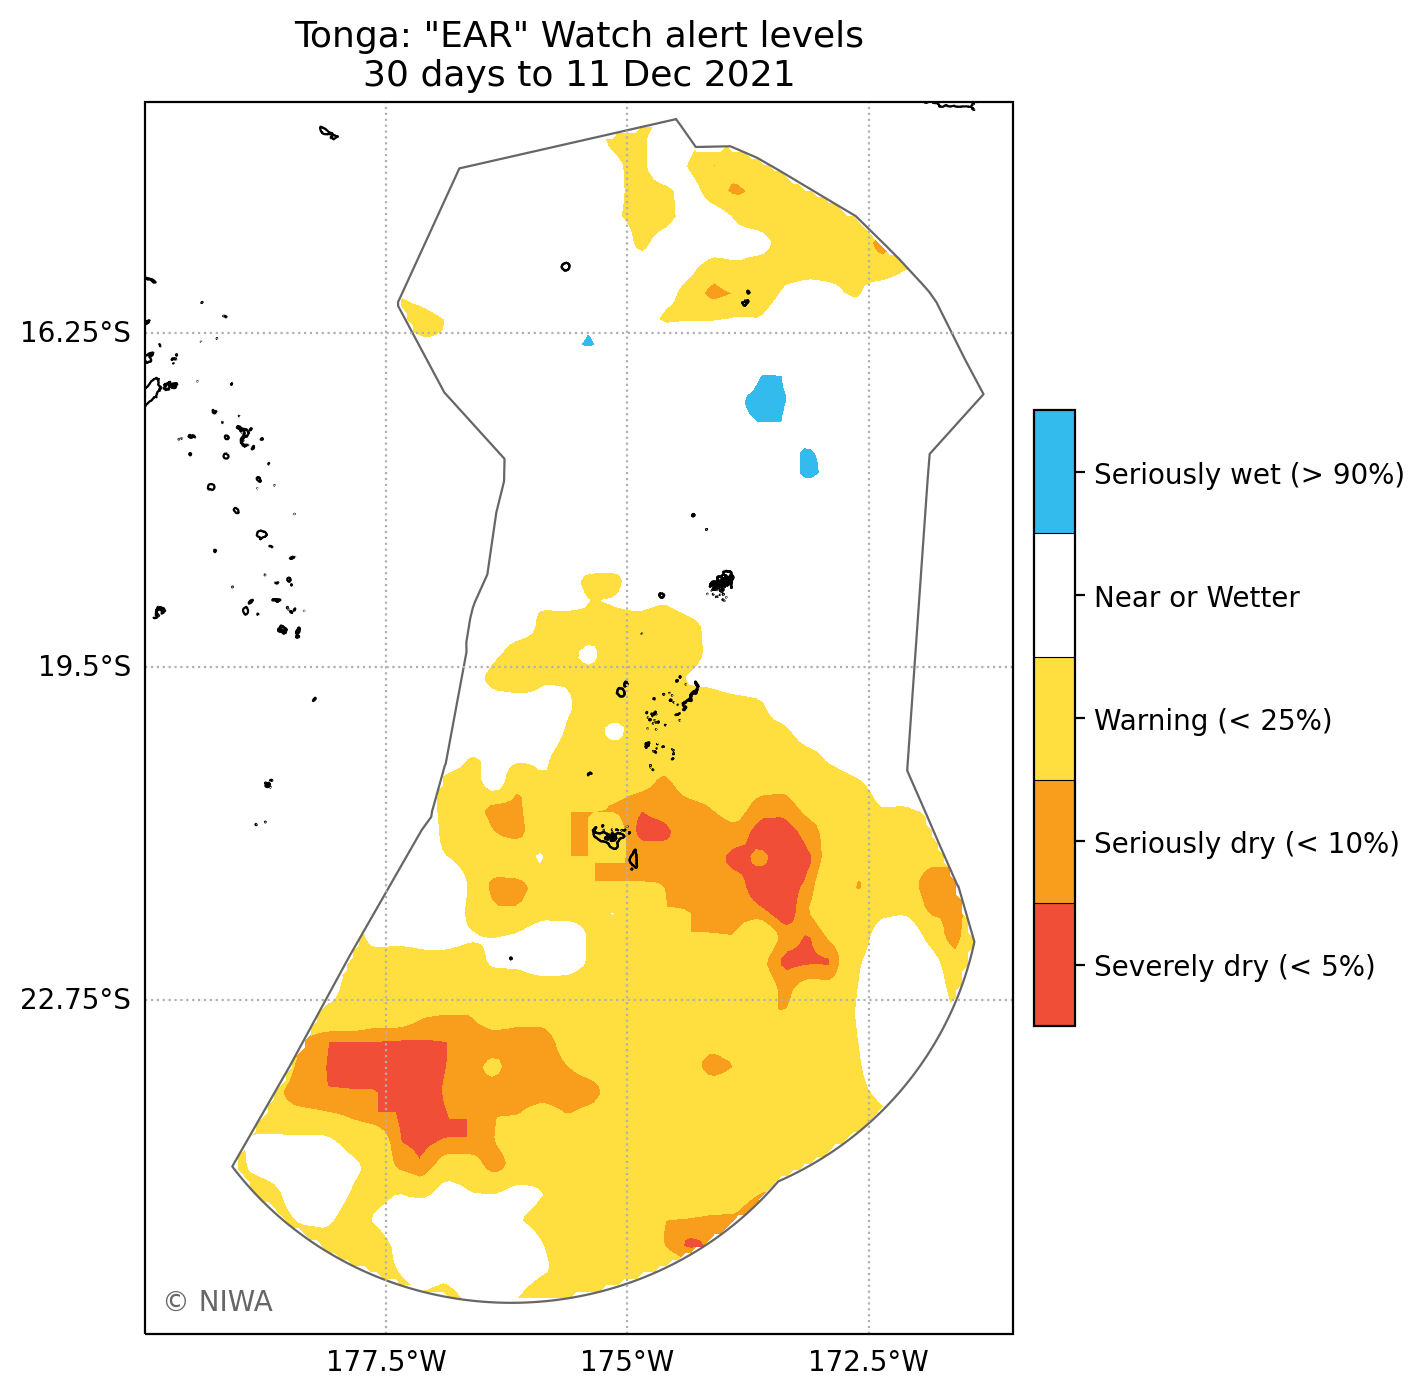 Tonga: "EAR" Watch alert levels
30 days to 11 Dec 2021
16.25°S
19.5°S
22.75°S
177.5°W
175°W
172.5°W
Seriously wet (> 90%)
Near or Wetter
Warning (< 25%)
Seriously dry (< 10%)
Severely dry (< 5%)
© NIWA